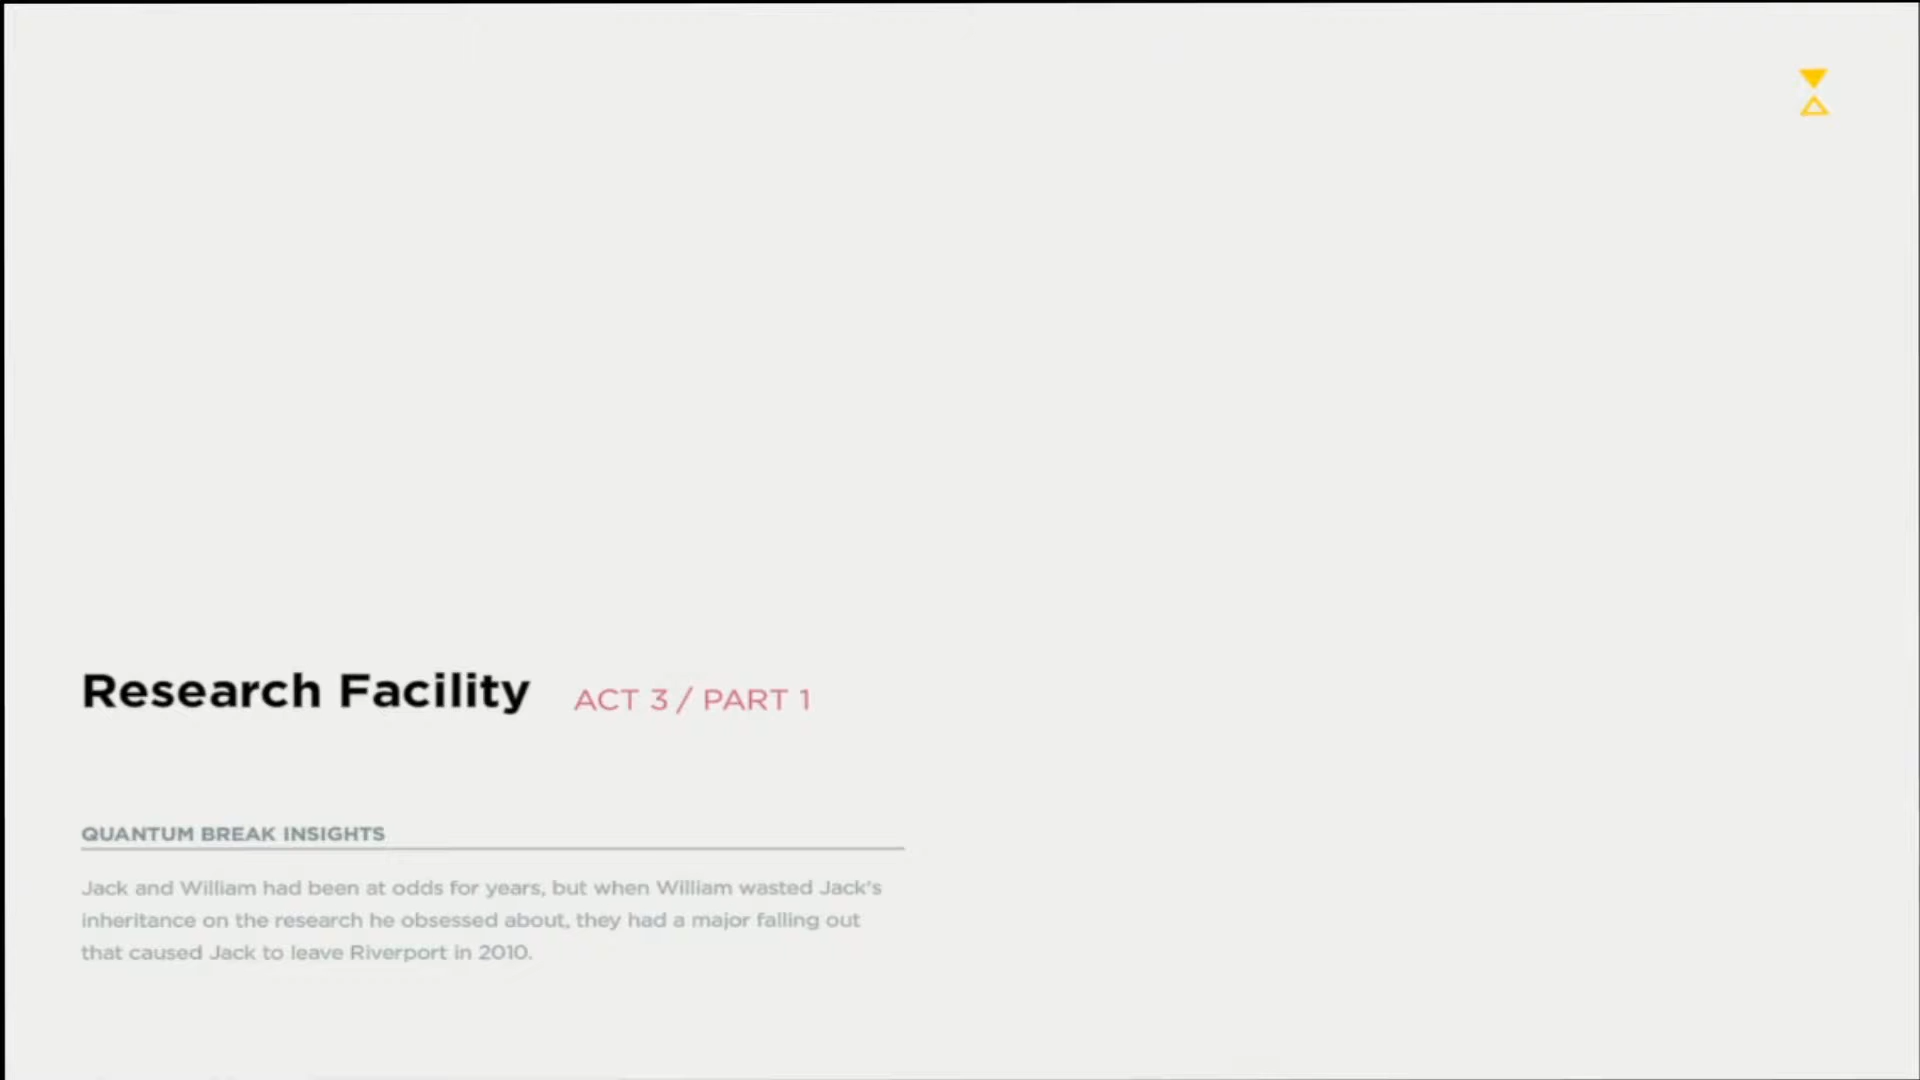 Research Facility ACT 3 / PART 1
QUANTUM BREAK INSIGHTS
Jack and William had been at odds for years, but when William wasted Jack's
inheritance on the research he obsessed about, they had a major falling out
that caused Jack to leave Riverport in 2010.